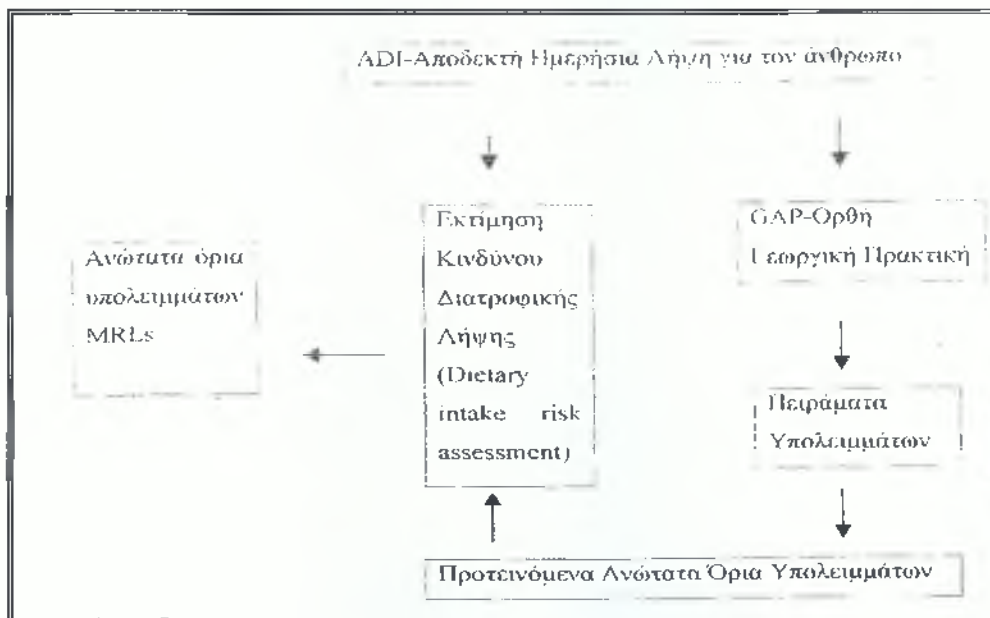 ADI-Αποδεκτή Ημερήσια Λήψη για τον άνθρωπο
Εκτίμηση
Κινδύνου
Διατροφικής
Λήψης
(Dietary
intake risk
assessment)
GAP-Ορθή
Γεωργική Πρακτική
Ανώτατα όρια
υπολειμμάτων
MRLs
Πειράματα
Υπολειμμάτων
Προτεινόμενα Ανώτατα Όρια Υπολειμμάτων